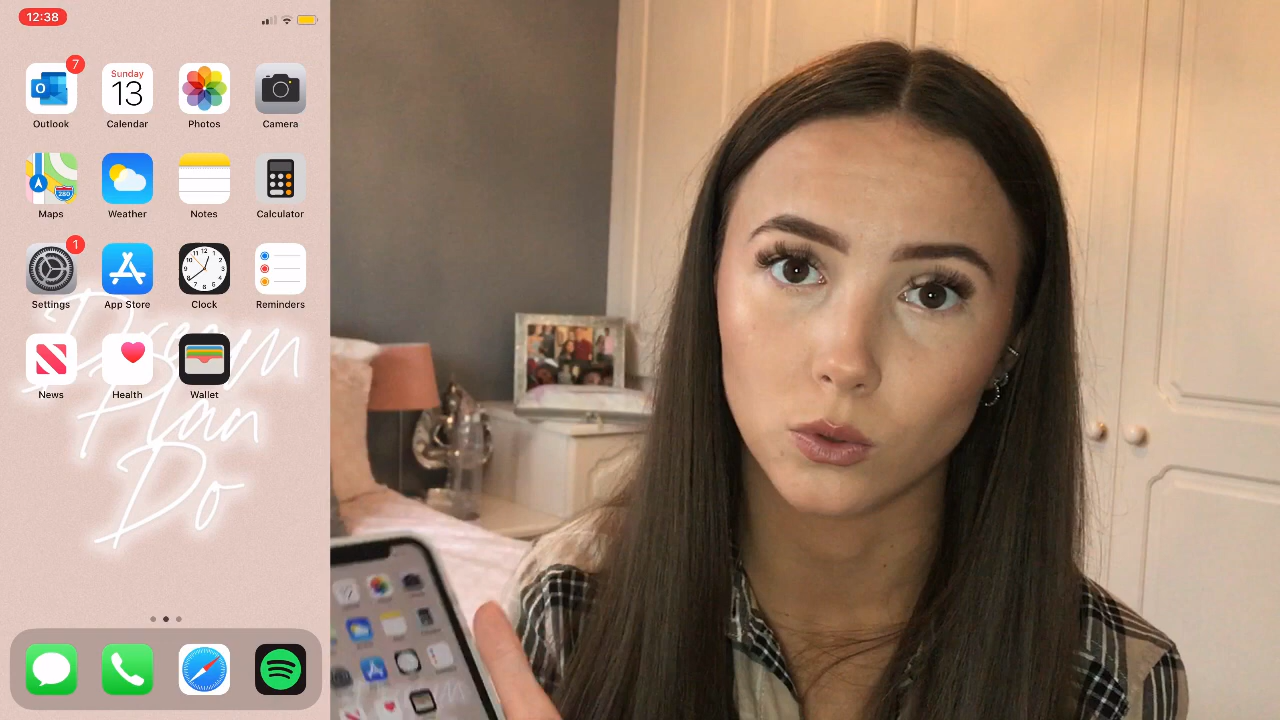 12:38
7
Sunday
13
Outlook
Calendar
Photos
Camera
280
Maps
Weather
Notes
Calculator
1
Settings
App Store
Clock
Reminders
Dream
News
Health
Wallet
Plan
Do